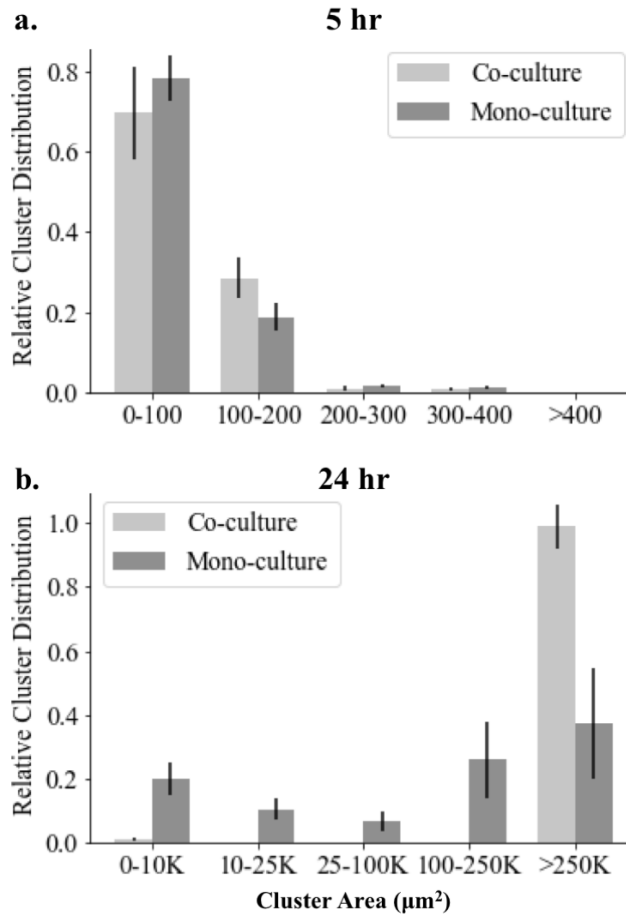 a.
5 hr
Relative Cluster Distribution
0.8
0.6
0.4
0.2
0.0
Co-culture
Mono-culture
0-100 100-200 200-300 300-400 >400
b.
24 hr
Relative Cluster Distribution
1.0
0.8
0.6
0.4
0.2
0.0
Co-culture
Mono-culture
0-10K 10-25K 25-100K 100-250K >250K
Cluster Area (μm²)